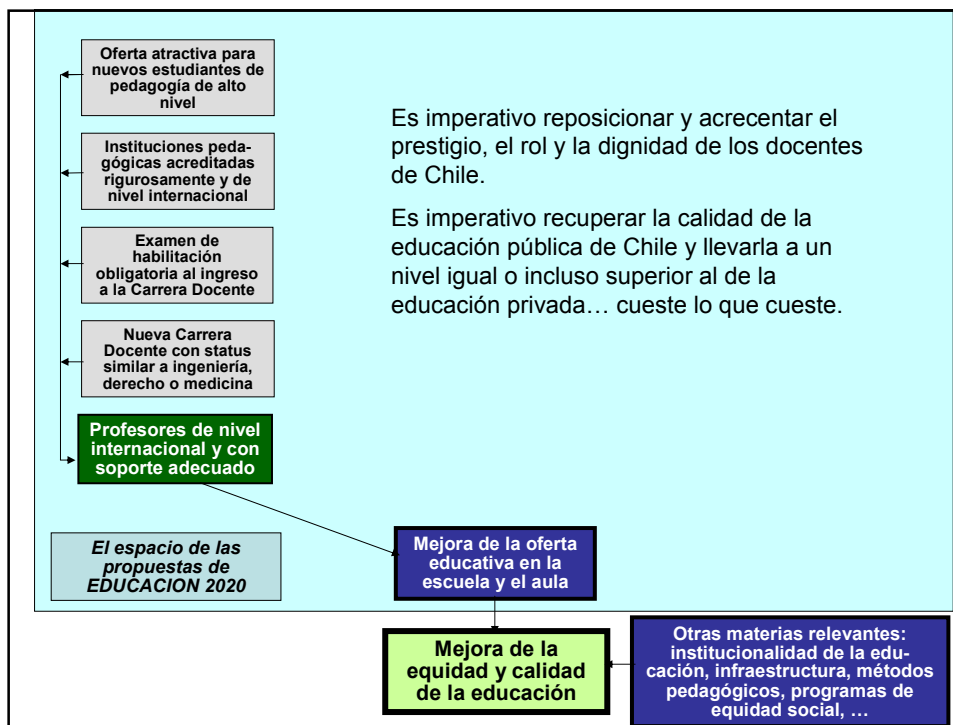 Oferta atractiva para
nuevos estudiantes de
pedagogía de alto
nivel
Instituciones peda-
gógicas acreditadas
rigurosamente y de
nivel internacional
Examen de
habilitación
obligatoria al ingreso
a la Carrera Docente
Nueva Carrera
Docente con status
similar a ingeniería,
derecho o medicina
Profesores de nivel
internacional y con
soporte adecuado
Es imperativo reposicionar y acrecentar el
prestigio, el rol y la dignidad de los docentes
de Chile.
Es imperativo recuperar la calidad de la
educación pública de Chile y llevarla a un
nivel igual o incluso superior al de la
educación privada… cueste lo que cueste.
El espacio de las
propuestas de
EDUCACION 2020
Mejora de la oferta
educativa en la
escuela y el aula
Mejora de la
equidad y calidad
de la educación
Otras materias relevantes:
institucionalidad de la edu-
cación, infraestructura, métodos
pedagógicos, programas de
equidad social, …